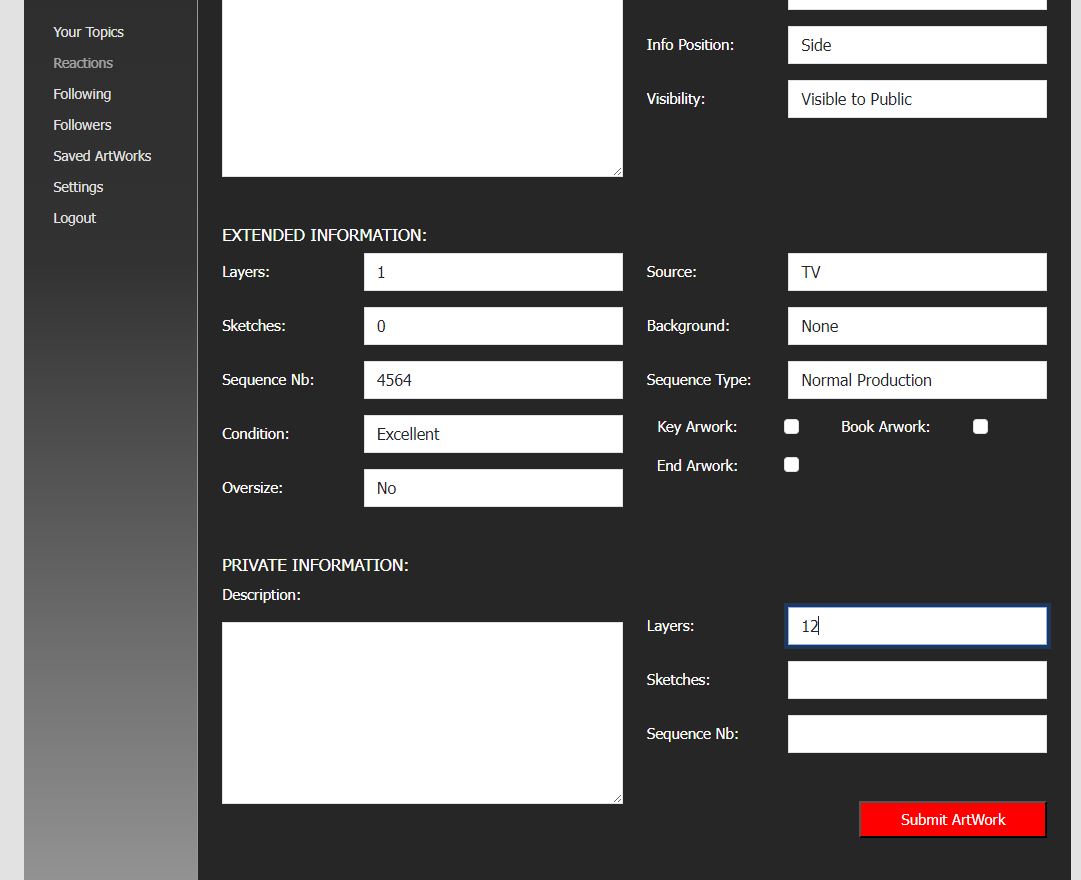 Your Topics
Reactions
Following
Followers
Saved ArtWorks
Settings
Logout
Info Position: Side
Visibility: Visible to Public
EXTENDED INFORMATION:
Layers: 1 Source: TV
Sketches: 0 Background: None
Sequence Nb: 4564 Sequence Type: Normal Production
Condition: Excellent Key Arwork: Book Arwork:
End Arwork:
Oversize: No
PRIVATE INFORMATION:
Description:
Layers: 12
Sketches:
Sequence Nb:
Submit ArtWork